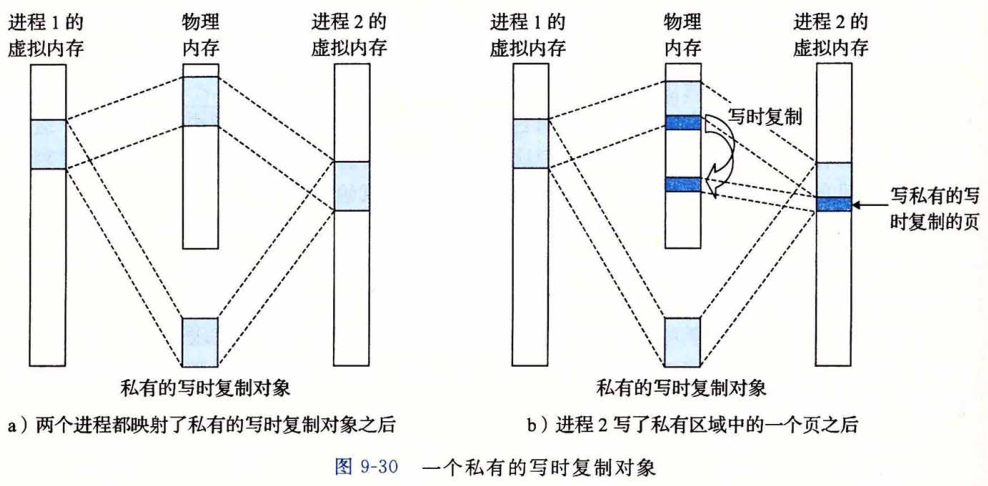 进程 1 的
虚拟内存
物理
内存
进程 2 的
虚拟内存
私有的写时复制对象
a）两个进程都映射了私有的写时复制对象之后
进程 1 的
虚拟内存
物理
内存
进程 2 的
虚拟内存
写时复制
写私有的写
时复制的页
私有的写时复制对象
b）进程 2 写了私有区域中的一个页之后
图 9-30 一个私有的写时复制对象